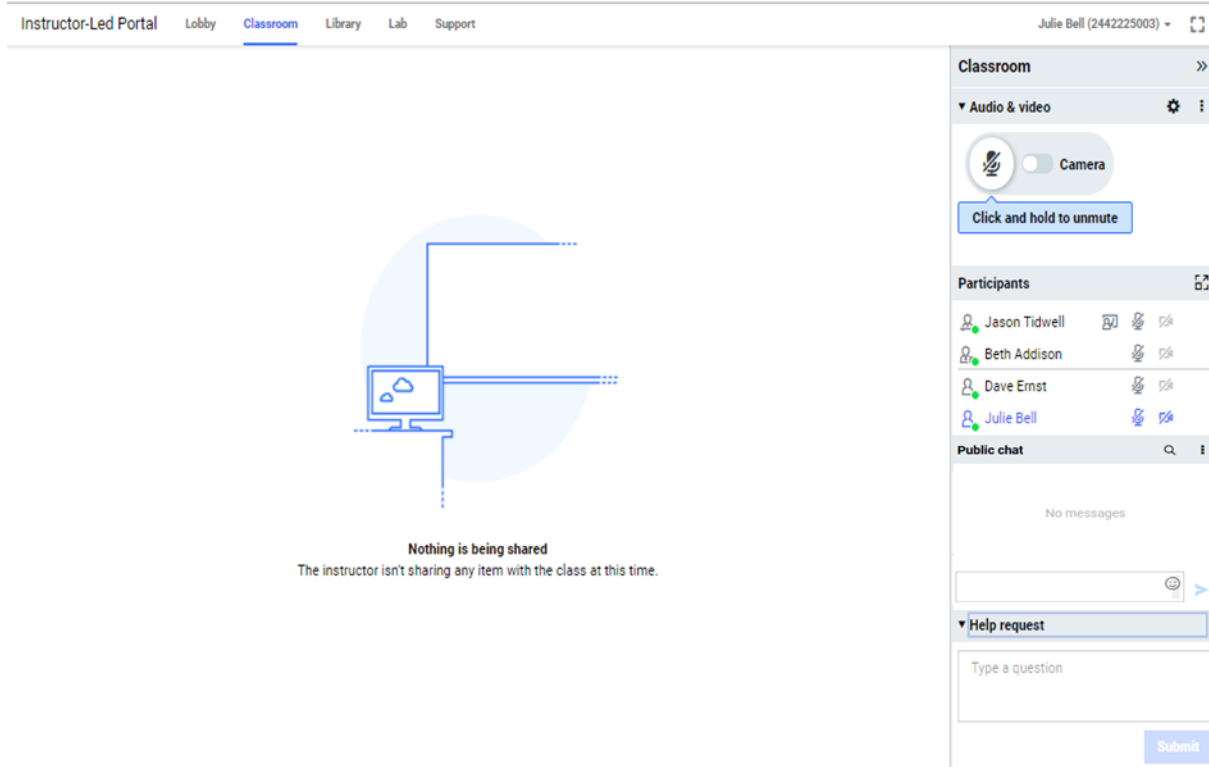 Instructor-Led Portal Lobby Classroom Library Lab Support Julie Bell (2442225003)
Classroom
Audio & video
Camera
Click and hold to unmute
Participants
Jason Tidwell
Beth Addison
Dave Ernst
Julie Bell
Public chat
No messages
Nothing is being shared
The instructor isn't sharing any item with the class at this time.
Help request
Type a question
Submit